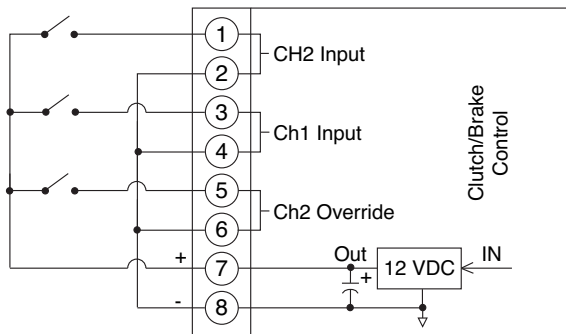 1
CH2 Input
2
3
Ch1 Input
4
5
Ch2 Override
6
+ 7
Out
+
12 VDC
IN
- 8
Clutch/Brake
Control